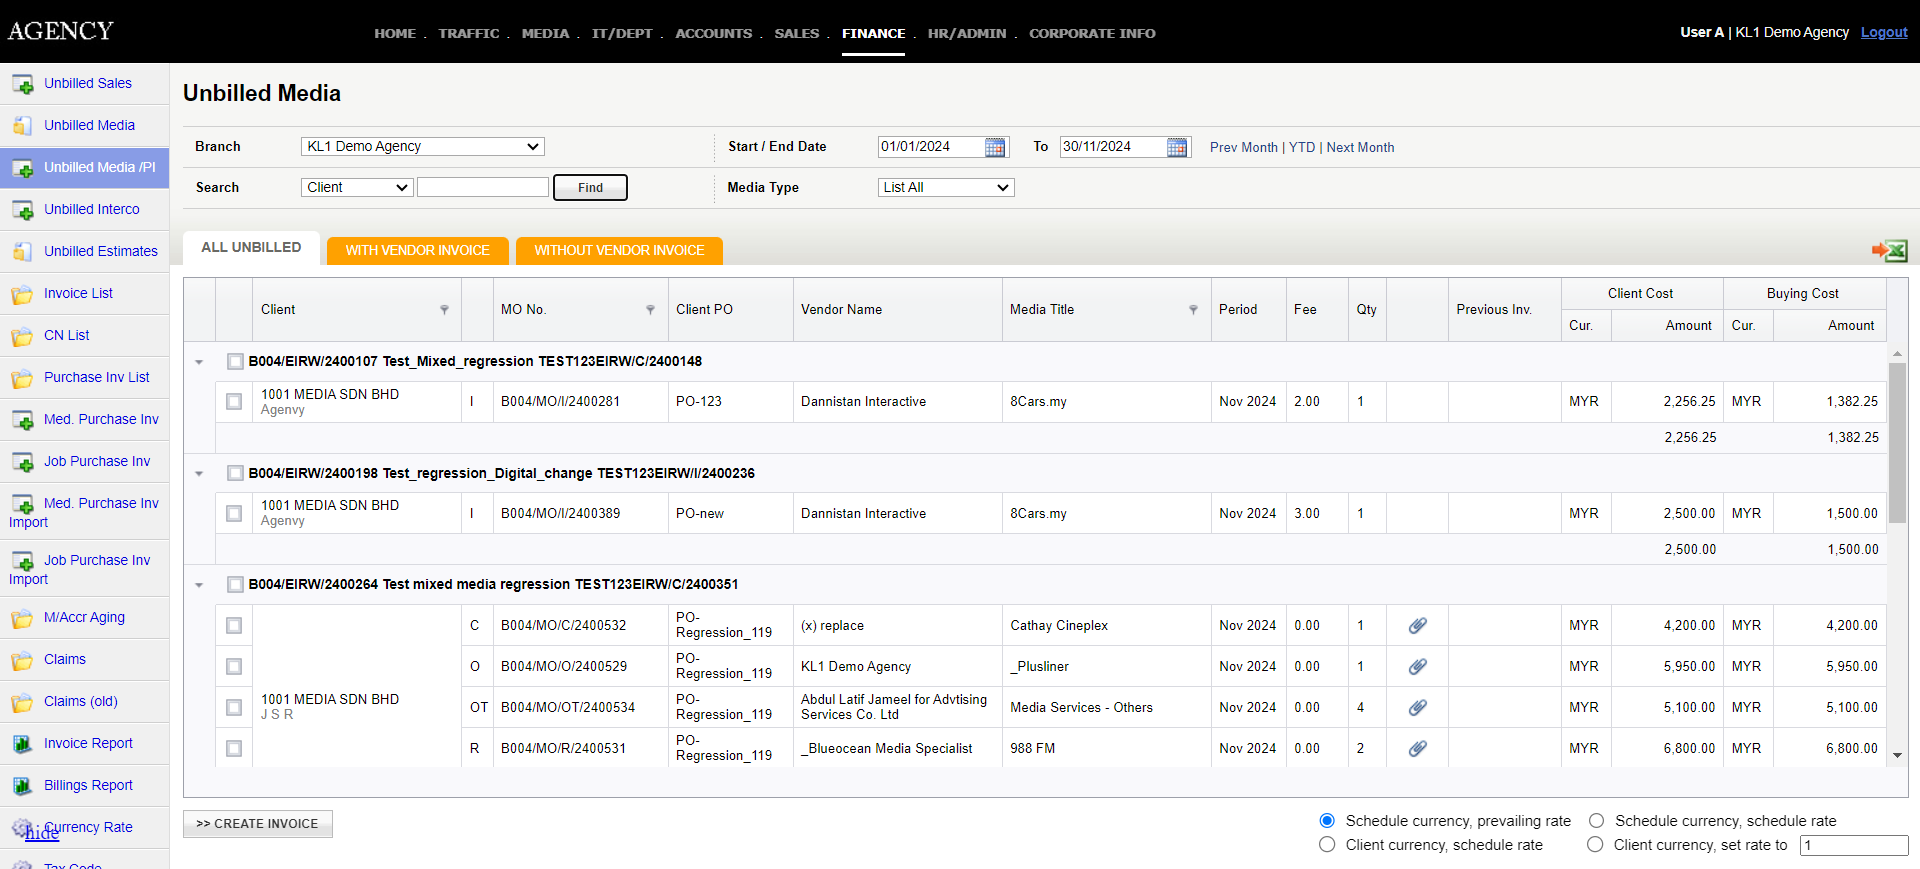 AGENCY
HOME . TRAFFIC . MEDIA . IT/DEPT . ACCOUNTS . SALES . FINANCE . HR/ADMIN . CORPORATE INFO
User A | KL1 Demo Agency Logout
Unbilled Sales
Unbilled Media
Unbilled Media /PI
Unbilled Interco
Unbilled Estimates
Invoice List
CN List
Purchase Inv List
Med. Purchase Inv
Job Purchase Inv
Med. Purchase Inv
Import
Job Purchase Inv
Import
M/Accr Aging
Claims
Claims (old)
Invoice Report
Billings Report
Currency Rate
hide
Tax Code
Unbilled Media
Branch KL1 Demo Agency Start / End Date 01/01/2024 To 30/11/2024 Prev Month | YTD | Next Month
Search Client Find Media Type List All
ALL UNBILLED WITH VENDOR INVOICE WITHOUT VENDOR INVOICE
Client MO No. Client PO Vendor Name Media Title Period Fee Qty Previous Inv. Client Cost Buying Cost
Cur. Amount Cur. Amount
B004/EIRW/2400107 Test_Mixed_regression TEST123EIRW/C/2400148
1001 MEDIA SDN BHD
Agenvy
I B004/MO/I/2400281 PO-123 Dannistan Interactive 8Cars.my Nov 2024 2.00 1 MYR 2,256.25 MYR 1,382.25
2,256.25 1,382.25
B004/EIRW/2400198 Test_regression_Digital_change TEST123EIRW/I/2400236
1001 MEDIA SDN BHD
Agenvy
I B004/MO/I/2400389 PO-new Dannistan Interactive 8Cars.my Nov 2024 3.00 1 MYR 2,500.00 MYR 1,500.00
2,500.00 1,500.00
B004/EIRW/2400264 Test mixed media regression TEST123EIRW/C/2400351
1001 MEDIA SDN BHD
J S R
C B004/MO/C/2400532 PO-Regression_119 (x) replace Cathay Cineplex Nov 2024 0.00 1 MYR 4,200.00 MYR 4,200.00
O B004/MO/O/2400529 PO-Regression_119 KL1 Demo Agency _Plusliner Nov 2024 0.00 1 MYR 5,950.00 MYR 5,950.00
OT B004/MO/OT/2400534 PO-Regression_119 Abdul Latif Jameel for Advtising Services Co. Ltd Media Services - Others Nov 2024 0.00 4 MYR 5,100.00 MYR 5,100.00
R B004/MO/R/2400531 PO-Regression_119 _Blueocean Media Specialist 988 FM Nov 2024 0.00 2 MYR 6,800.00 MYR 6,800.00
>> CREATE INVOICE
Schedule currency, prevailing rate Schedule currency, schedule rate
Client currency, schedule rate Client currency, set rate to 1